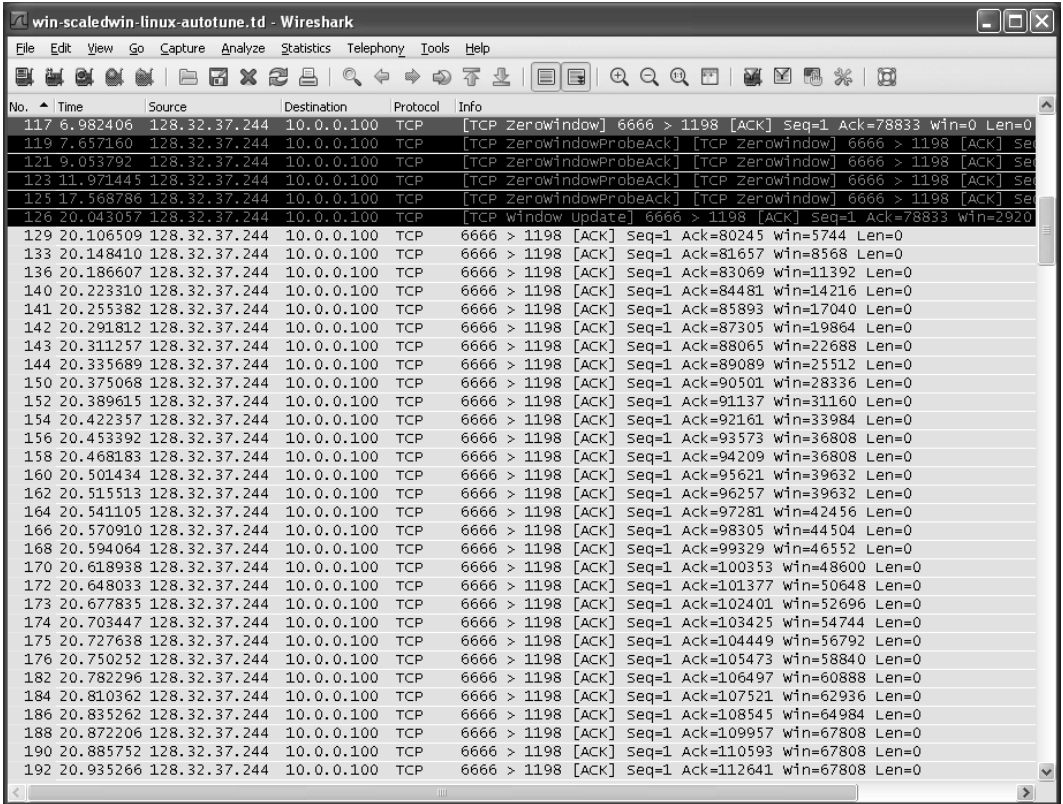 win-scaledwin-linux-autotune.td - Wireshark
File Edit View Go Capture Analyze Statistics Telephony Tools Help
No. Time Source Destination Protocol Info
117 6.982406 128.32.37.244 10.0.0.100 TCP [TCP ZeroWindow] 6666 > 1198 [ACK] Seq=1 Ack=78833 Win=0 Len=0
119 7.657160 128.32.37.244 10.0.0.100 TCP [TCP ZeroWindowProbeAck] [TCP ZeroWindow] 6666 > 1198 [ACK] Seq
121 9.053792 128.32.37.244 10.0.0.100 TCP [TCP ZeroWindowProbeAck] [TCP ZeroWindow] 6666 > 1198 [ACK] Seq
123 11.971445 128.32.37.244 10.0.0.100 TCP [TCP ZeroWindowProbeAck] [TCP ZeroWindow] 6666 > 1198 [ACK] Seq
125 17.568786 128.32.37.244 10.0.0.100 TCP [TCP ZeroWindowProbeAck] [TCP ZeroWindow] 6666 > 1198 [ACK] Seq
126 20.043057 128.32.37.244 10.0.0.100 TCP [TCP Window Update] 6666 > 1198 [ACK] Seq=1 Ack=78833 Win=2920
129 20.106509 128.32.37.244 10.0.0.100 TCP 6666 > 1198 [ACK] Seq=1 Ack=80245 Win=5744 Len=0
133 20.148410 128.32.37.244 10.0.0.100 TCP 6666 > 1198 [ACK] Seq=1 Ack=81657 Win=8568 Len=0
136 20.186607 128.32.37.244 10.0.0.100 TCP 6666 > 1198 [ACK] Seq=1 Ack=83069 Win=11392 Len=0
140 20.223310 128.32.37.244 10.0.0.100 TCP 6666 > 1198 [ACK] Seq=1 Ack=84481 Win=14216 Len=0
141 20.255382 128.32.37.244 10.0.0.100 TCP 6666 > 1198 [ACK] Seq=1 Ack=85893 Win=17040 Len=0
142 20.291812 128.32.37.244 10.0.0.100 TCP 6666 > 1198 [ACK] Seq=1 Ack=87305 Win=19864 Len=0
143 20.311257 128.32.37.244 10.0.0.100 TCP 6666 > 1198 [ACK] Seq=1 Ack=88065 Win=22688 Len=0
144 20.335689 128.32.37.244 10.0.0.100 TCP 6666 > 1198 [ACK] Seq=1 Ack=89089 Win=25512 Len=0
150 20.375068 128.32.37.244 10.0.0.100 TCP 6666 > 1198 [ACK] Seq=1 Ack=90501 Win=28336 Len=0
152 20.389615 128.32.37.244 10.0.0.100 TCP 6666 > 1198 [ACK] Seq=1 Ack=91137 Win=31160 Len=0
154 20.422357 128.32.37.244 10.0.0.100 TCP 6666 > 1198 [ACK] Seq=1 Ack=92161 Win=33984 Len=0
156 20.453392 128.32.37.244 10.0.0.100 TCP 6666 > 1198 [ACK] Seq=1 Ack=93573 Win=36808 Len=0
158 20.468183 128.32.37.244 10.0.0.100 TCP 6666 > 1198 [ACK] Seq=1 Ack=94209 Win=36808 Len=0
160 20.501434 128.32.37.244 10.0.0.100 TCP 6666 > 1198 [ACK] Seq=1 Ack=95621 Win=39632 Len=0
162 20.515513 128.32.37.244 10.0.0.100 TCP 6666 > 1198 [ACK] Seq=1 Ack=96257 Win=39632 Len=0
164 20.541105 128.32.37.244 10.0.0.100 TCP 6666 > 1198 [ACK] Seq=1 Ack=97281 Win=42456 Len=0
166 20.570910 128.32.37.244 10.0.0.100 TCP 6666 > 1198 [ACK] Seq=1 Ack=98305 Win=44504 Len=0
168 20.594064 128.32.37.244 10.0.0.100 TCP 6666 > 1198 [ACK] Seq=1 Ack=99329 Win=46552 Len=0
170 20.618938 128.32.37.244 10.0.0.100 TCP 6666 > 1198 [ACK] Seq=1 Ack=100353 Win=48600 Len=0
172 20.648033 128.32.37.244 10.0.0.100 TCP 6666 > 1198 [ACK] Seq=1 Ack=101377 Win=50648 Len=0
173 20.677835 128.32.37.244 10.0.0.100 TCP 6666 > 1198 [ACK] Seq=1 Ack=102401 Win=52696 Len=0
174 20.703447 128.32.37.244 10.0.0.100 TCP 6666 > 1198 [ACK] Seq=1 Ack=103425 Win=54744 Len=0
175 20.727638 128.32.37.244 10.0.0.100 TCP 6666 > 1198 [ACK] Seq=1 Ack=104449 Win=56792 Len=0
176 20.750252 128.32.37.244 10.0.0.100 TCP 6666 > 1198 [ACK] Seq=1 Ack=105473 Win=58840 Len=0
182 20.782296 128.32.37.244 10.0.0.100 TCP 6666 > 1198 [ACK] Seq=1 Ack=106497 Win=60888 Len=0
184 20.810362 128.32.37.244 10.0.0.100 TCP 6666 > 1198 [ACK] Seq=1 Ack=107521 Win=62936 Len=0
186 20.835262 128.32.37.244 10.0.0.100 TCP 6666 > 1198 [ACK] Seq=1 Ack=108545 Win=64984 Len=0
188 20.872206 128.32.37.244 10.0.0.100 TCP 6666 > 1198 [ACK] Seq=1 Ack=109957 Win=67808 Len=0
190 20.885752 128.32.37.244 10.0.0.100 TCP 6666 > 1198 [ACK] Seq=1 Ack=110593 Win=67808 Len=0
192 20.935266 128.32.37.244 10.0.0.100 TCP 6666 > 1198 [ACK] Seq=1 Ack=112641 Win=67808 Len=0